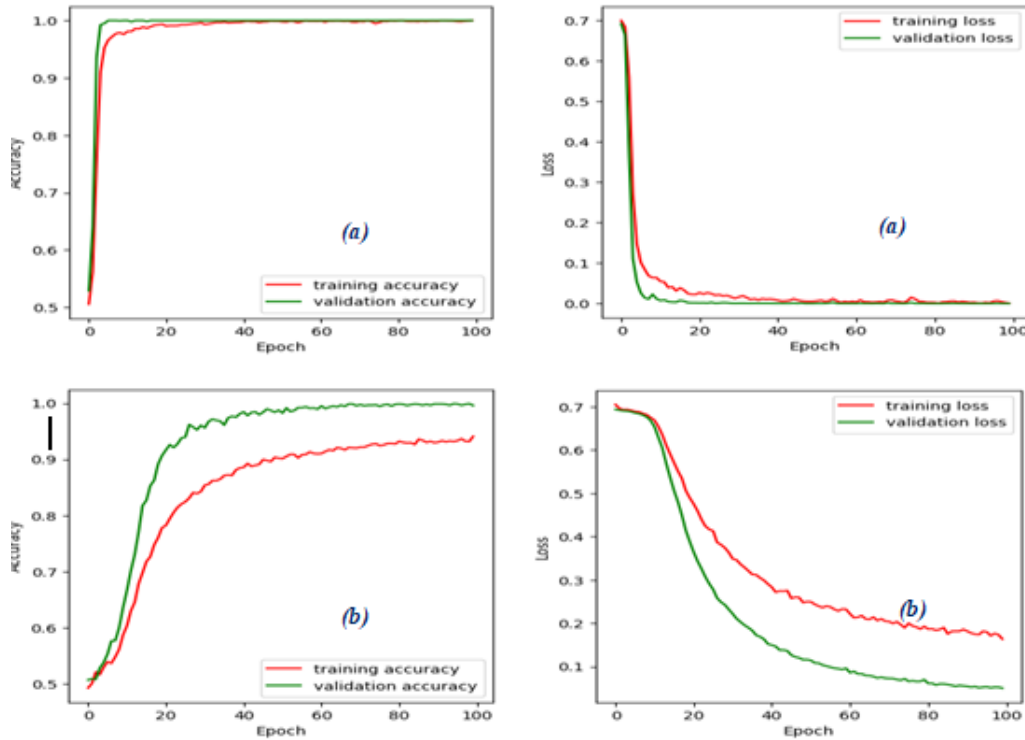 1.0
0.9
0.8
0.7
0.6
0.5
Accuracy
(a)
training accuracy
validation accuracy
0 20 40 60 80 100
Epoch
0.7
0.6
0.5
0.4
0.3
0.2
0.1
0.0
Loss
training loss
validation loss
(a)
0 20 40 60 80 100
Epoch
1.0
0.9
0.8
0.7
0.6
0.5
Accuracy
(b)
training accuracy
validation accuracy
0 20 40 60 80 100
Epoch
0.7
0.6
0.5
0.4
0.3
0.2
0.1
Loss
training loss
validation loss
(b)
0 20 40 60 80 100
Epoch